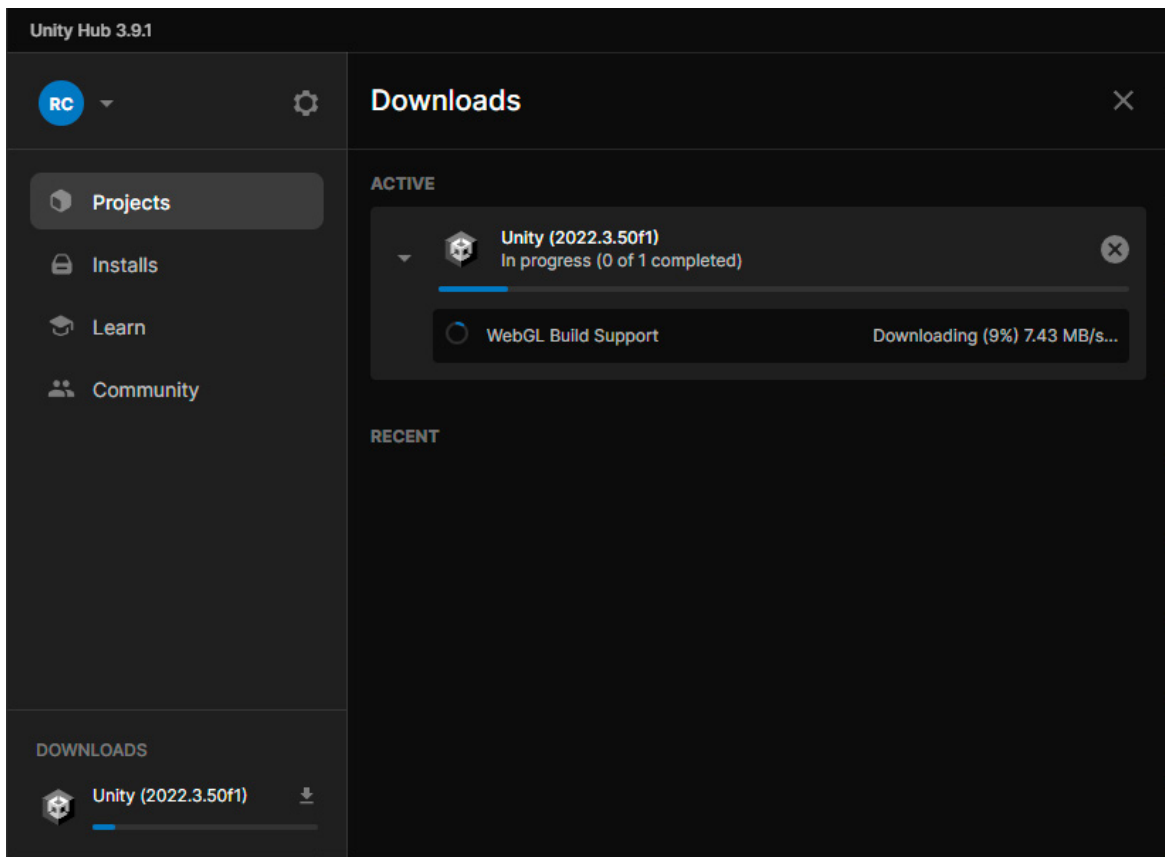 Unity Hub 3.9.1
RC
Downloads
Projects
Installs
Learn
Community
ACTIVE
Unity (2022.3.50f1)
In progress (0 of 1 completed)
WebGL Build Support
Downloading (9%) 7.43 MB/s...
RECENT
DOWNLOADS
Unity (2022.3.50f1)